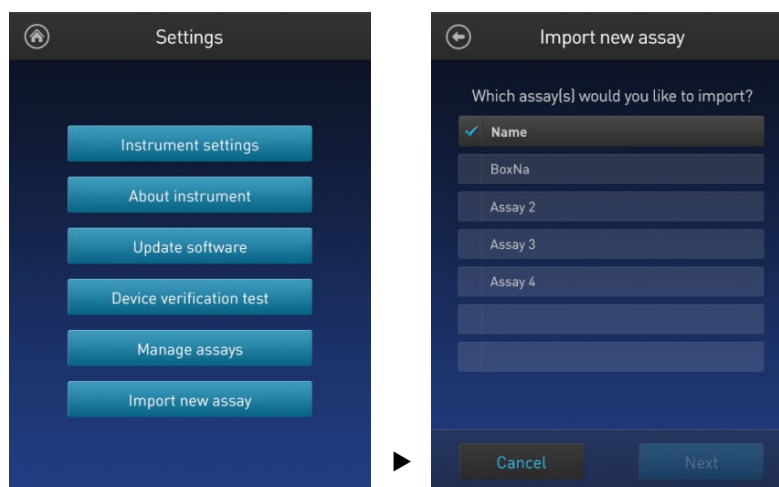 Settings
Instrument settings
About instrument
Update software
Device verification test
Manage assays
Import new assay
Import new assay
Which assay(s) would you like to import?
Name
BoxNa
Assay 2
Assay 3
Assay 4
Cancel
Next